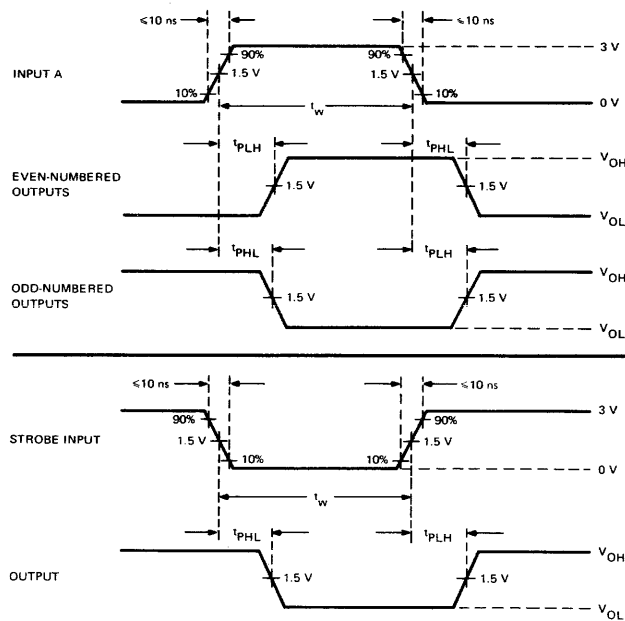 ≤10 ns
≤10 ns
90%
90%
3 V
INPUT A
1.5 V
1.5 V
10%
10%
0 V
tW
tPLH
tPHL
VOH
EVEN-NUMBERED
OUTPUTS
1.5 V
1.5 V
VOL
tPHL
tPLH
VOH
ODD-NUMBERED
OUTPUTS
1.5 V
1.5 V
VOL
≤10 ns
≤10 ns
3 V
90%
90%
STROBE INPUT
1.5 V
1.5 V
10%
10%
0 V
tW
tPHL
tPLH
VOH
OUTPUT
1.5 V
1.5 V
VOL